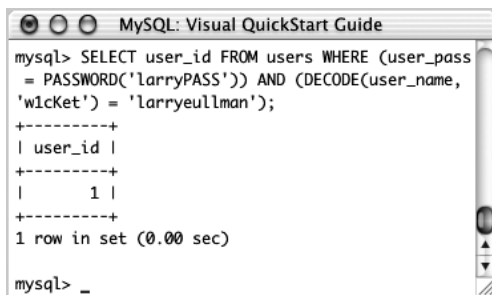 MySQL: Visual QuickStart Guide
mysql> SELECT user_id FROM users WHERE (user_pass
= PASSWORD('larryPASS')) AND (DECODE(user_name,
'w1cKet') = 'larryeullman');
+---------+
| user_id |
+---------+
|       1 |
+---------+
1 row in set (0.00 sec)
mysql> _